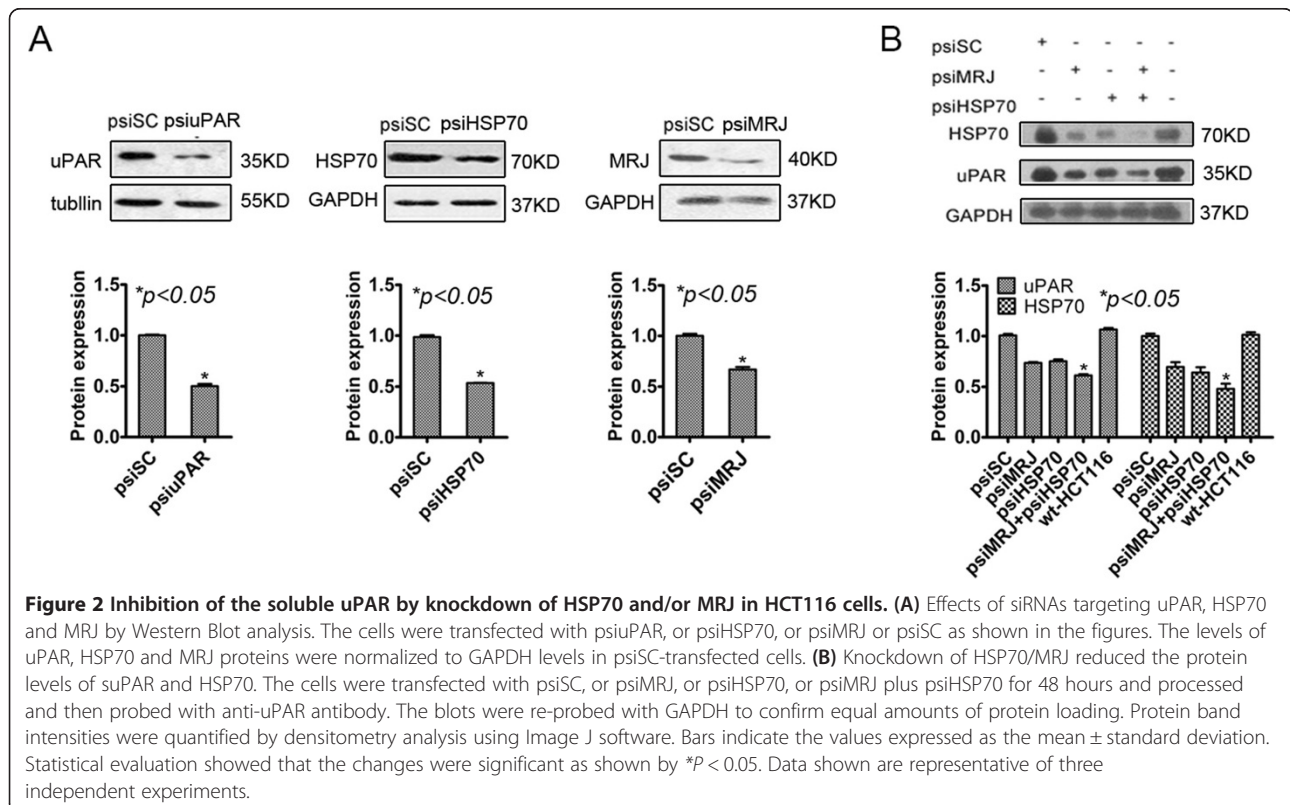 A
B
psiSC + - - - -
psiMRJ - + - + -
psiHSP70 - - + + -
psiSC psiuPAR
psiSC psiHSP70
psiSC psiMRJ
uPAR 35KD
HSP70 70KD
MRJ 40KD
HSP70 70KD
uPAR 35KD
tubllin 55KD
GAPDH 37KD
GAPDH 37KD
GAPDH 37KD
Protein expression
1.5
1.0
0.5
0.0
*p<0.05
*
psiSC
psiuPAR
Protein expression
1.5
1.0
0.5
0.0
*p<0.05
*
psiSC
psiHSP70
Protein expression
1.5
1.0
0.5
0.0
*p<0.05
*
psiSC
psiMRJ
Protein expression
1.5
1.0
0.5
0.0
uPAR
HSP70
*p<0.05
*
*
psiSC
psiMRJ
psiHSP70
psiMRJ+psiHSP70
wt-HCT116
psiSC
psiMRJ
psiHSP70
psiMRJ+psiHSP70
wt-HCT116
Figure 2 Inhibition of the soluble uPAR by knockdown of HSP70 and/or MRJ in HCT116 cells. (A) Effects of siRNAs targeting uPAR, HSP70
and MRJ by Western Blot analysis. The cells were transfected with psiuPAR, or psiHSP70, or psiMRJ or psiSC as shown in the figures. The levels of
uPAR, HSP70 and MRJ proteins were normalized to GAPDH levels in psiSC-transfected cells. (B) Knockdown of HSP70/MRJ reduced the protein
levels of suPAR and HSP70. The cells were transfected with psiSC, or psiMRJ, or psiHSP70, or psiMRJ plus psiHSP70 for 48 hours and processed
and then probed with anti-uPAR antibody. The blots were re-probed with GAPDH to confirm equal amounts of protein loading. Protein band
intensities were quantified by densitometry analysis using Image J software. Bars indicate the values expressed as the mean ± standard deviation.
Statistical evaluation showed that the changes were significant as shown by *P < 0.05. Data shown are representative of three
independent experiments.